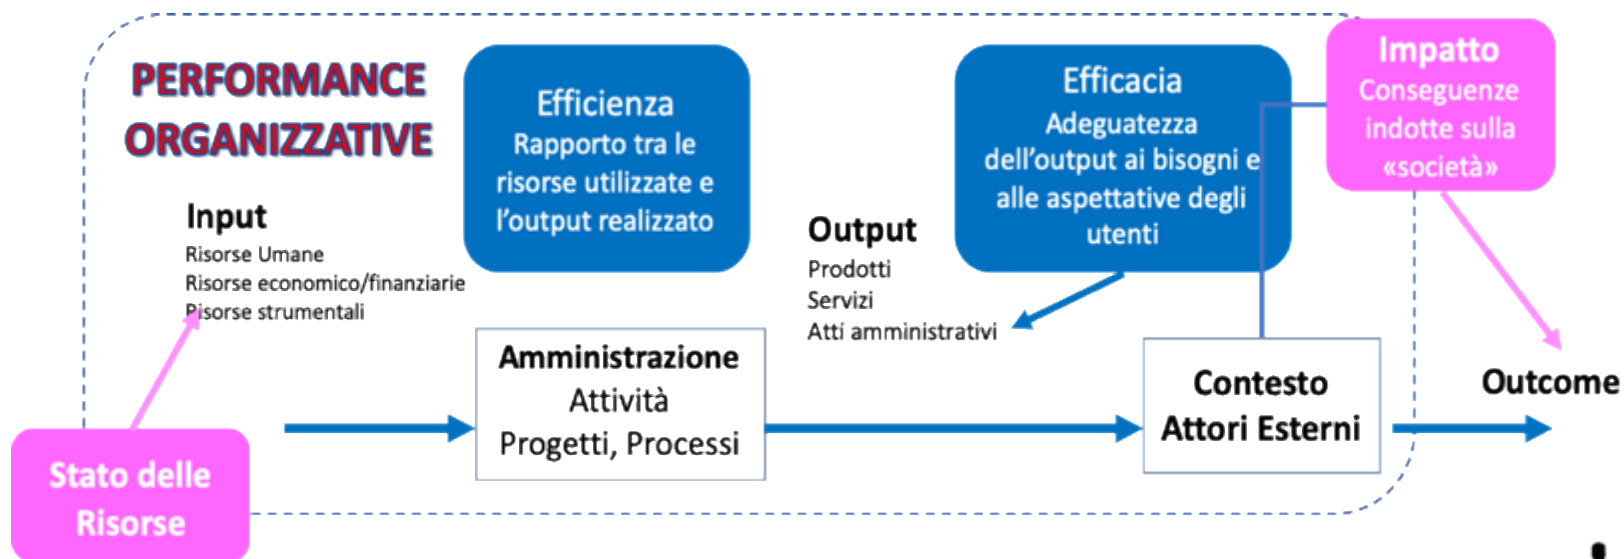 PERFORMANCE
ORGANIZZATIVE
Efficienza
Rapporto tra le
risorse utilizzate e
l'output realizzato
Efficacia
Adeguatezza
dell'output ai bisogni e
alle aspettative degli
utenti
Impatto
Conseguenze
indotte sulla
«società»
Input
Risorse Umane
Risorse economico/finanziarie
Risorse strumentali
Output
Prodotti
Servizi
Atti amministrativi
Amministrazione
Attività
Progetti, Processi
Contesto
Attori Esterni
Outcome
Stato delle
Risorse